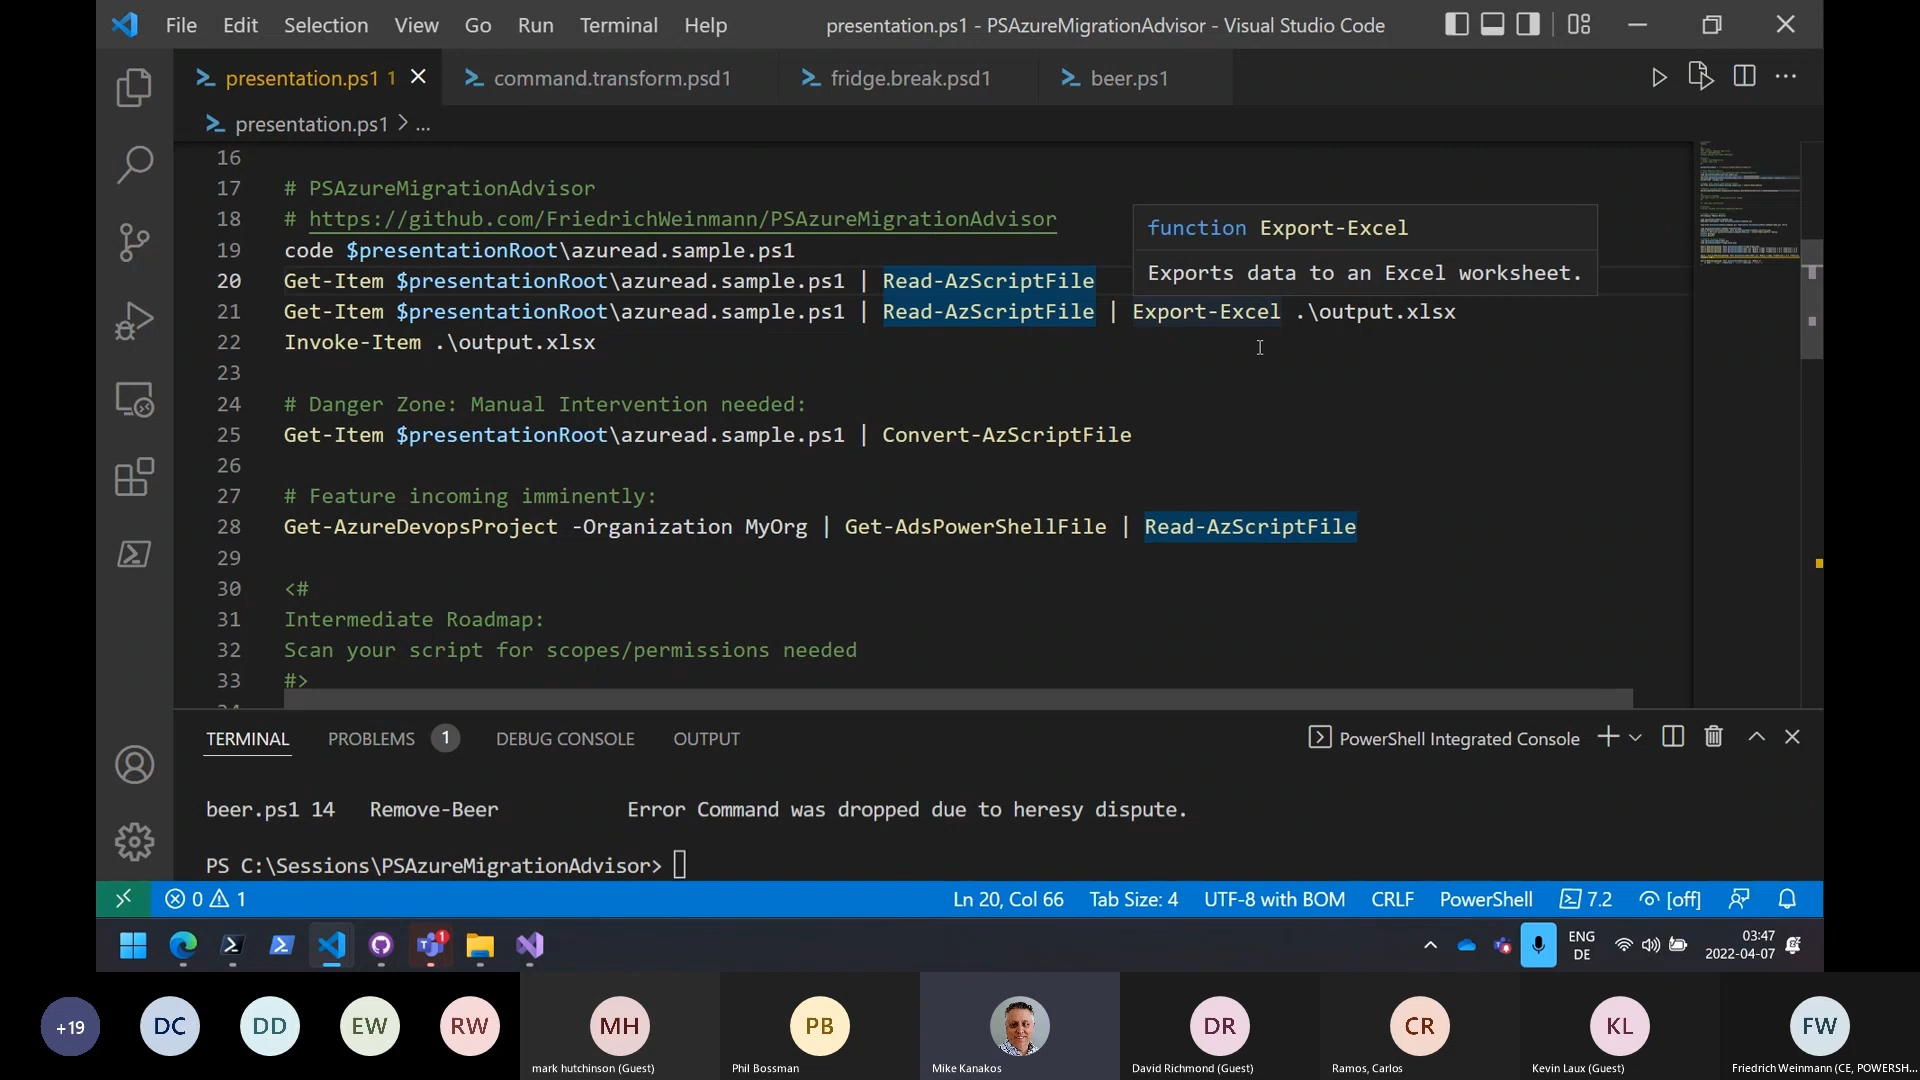 File Edit Selection View Go Run Terminal Help presentation.ps1 - PSAzureMigrationAdvisor - Visual Studio Code
presentation.ps1 1 command.transform.psd1 fridge.break.psd1 beer.ps1
presentation.ps1 > ...
16
17 # PSAzureMigrationAdvisor
18 # https://github.com/FriedrichWeinmann/PSAzureMigrationAdvisor
function Export-Excel
19 code $presentationRoot\azuread.sample.ps1
Exports data to an Excel worksheet.
20 Get-Item $presentationRoot\azuread.sample.ps1 | Read-AzScriptFile
21 Get-Item $presentationRoot\azuread.sample.ps1 | Read-AzScriptFile | Export-Excel .\output.xlsx
22 Invoke-Item .\output.xlsx
23
24 # Danger Zone: Manual Intervention needed:
25 Get-Item $presentationRoot\azuread.sample.ps1 | Convert-AzScriptFile
26
27 # Feature incoming imminently:
28 Get-AzureDevopsProject -Organization MyOrg | Get-AdsPowerShellFile | Read-AzScriptFile
29
30 <#
31 Intermediate Roadmap:
32 Scan your script for scopes/permissions needed
33 #>
TERMINAL PROBLEMS 1 DEBUG CONSOLE OUTPUT PowerShell Integrated Console
beer.ps1 14 Remove-Beer Error Command was dropped due to heresy dispute.
PS C:\Sessions\PSAzureMigrationAdvisor>
0 1 Ln 20, Col 66 Tab Size: 4 UTF-8 with BOM CRLF PowerShell 7.2 [off]
1 ENG 03:47
DE 2022-04-07
+19 DC DD EW RW MH PB DR CR KL FW
mark hutchinson (Guest) Phil Bossman Mike Kanakos David Richmond (Guest) Ramos, Carlos Kevin Laux (Guest) Friedrich Weinmann (CE, POWERSH...